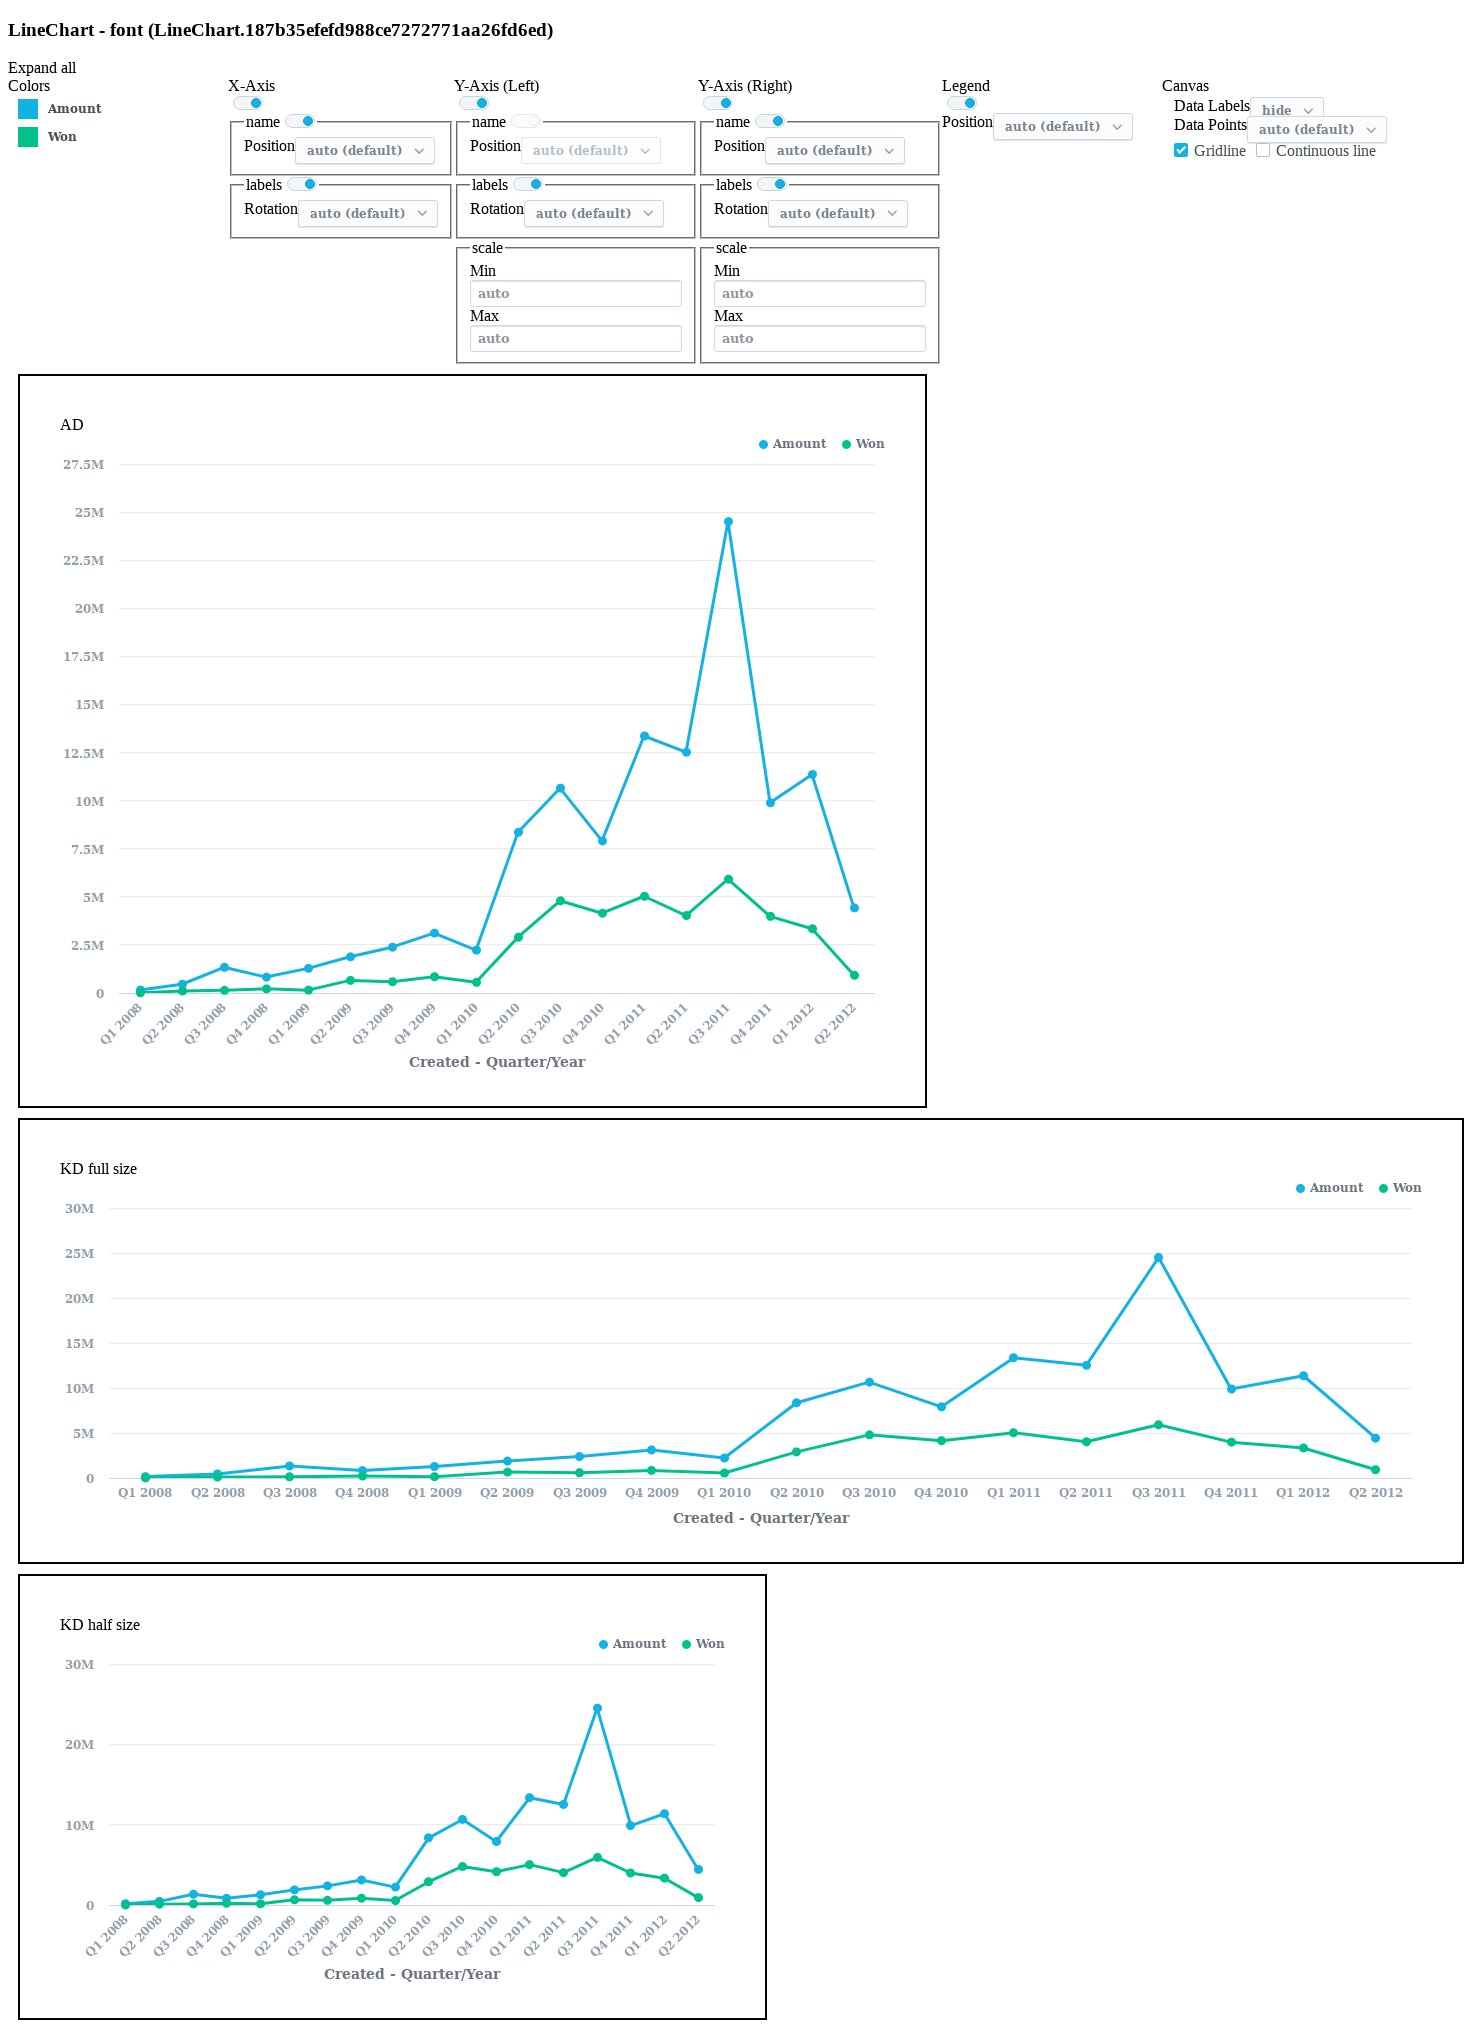 LineChart - font (LineChart.187b35efefd988ce7272771aa26fd6ed)
Expand all
Colors
Amount
Won
X-Axis
name
Position auto (default)
labels
Rotation auto (default)
Y-Axis (Left)
name
Position auto (default)
labels
Rotation auto (default)
scale
Min
auto
Max
auto
Y-Axis (Right)
name
Position auto (default)
labels
Rotation auto (default)
scale
Min
auto
Max
auto
Legend
Position auto (default)
Canvas
Data Labels hide
Data Points auto (default)
Gridline Continuous line
AD
Amount Won
27.5M
25M
22.5M
20M
17.5M
15M
12.5M
10M
7.5M
5M
2.5M
0
Q1 2008 Q2 2008 Q3 2008 Q4 2008 Q1 2009 Q2 2009 Q3 2009 Q4 2009 Q1 2010 Q2 2010 Q3 2010 Q4 2010 Q1 2011 Q2 2011 Q3 2011 Q4 2011 Q1 2012 Q2 2012
Created - Quarter/Year
KD full size
Amount Won
30M
25M
20M
15M
10M
5M
0
Q1 2008 Q2 2008 Q3 2008 Q4 2008 Q1 2009 Q2 2009 Q3 2009 Q4 2009 Q1 2010 Q2 2010 Q3 2010 Q4 2010 Q1 2011 Q2 2011 Q3 2011 Q4 2011 Q1 2012 Q2 2012
Created - Quarter/Year
KD half size
Amount Won
30M
20M
10M
0
Q1 2008 Q2 2008 Q3 2008 Q4 2008 Q1 2009 Q2 2009 Q3 2009 Q4 2009 Q1 2010 Q2 2010 Q3 2010 Q4 2010 Q1 2011 Q2 2011 Q3 2011 Q4 2011 Q1 2012 Q2 2012
Created - Quarter/Year